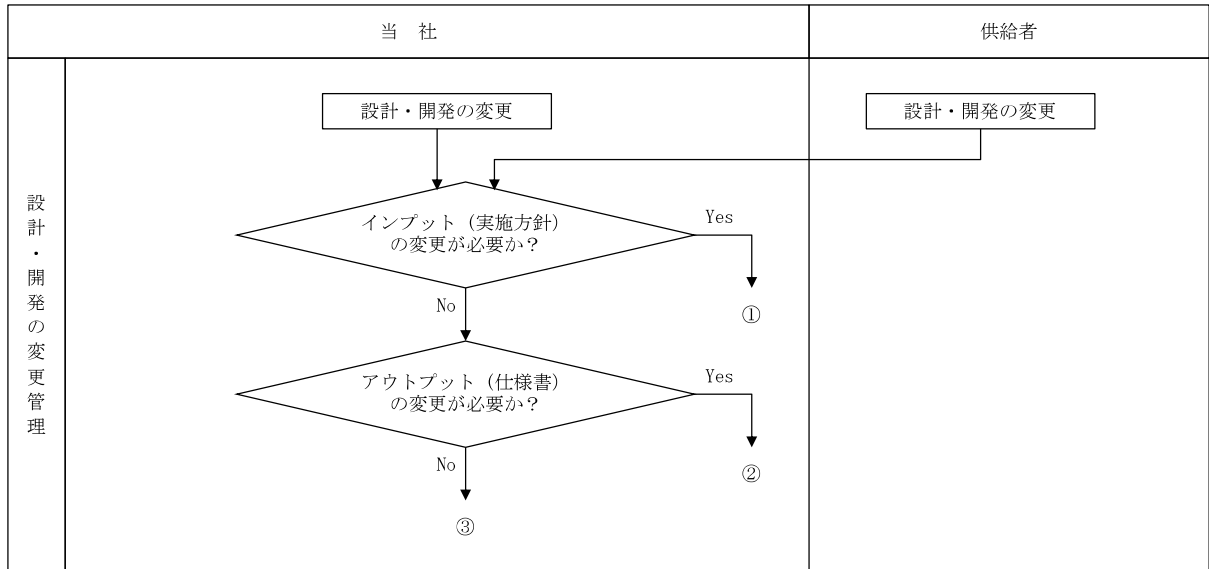 当　社
供給者
設計・開発の変更管理
設計・開発の変更
設計・開発の変更
インプット（実施方針）
の変更が必要か？
Yes
①
No
アウトプット（仕様書）
の変更が必要か？
Yes
②
No
③